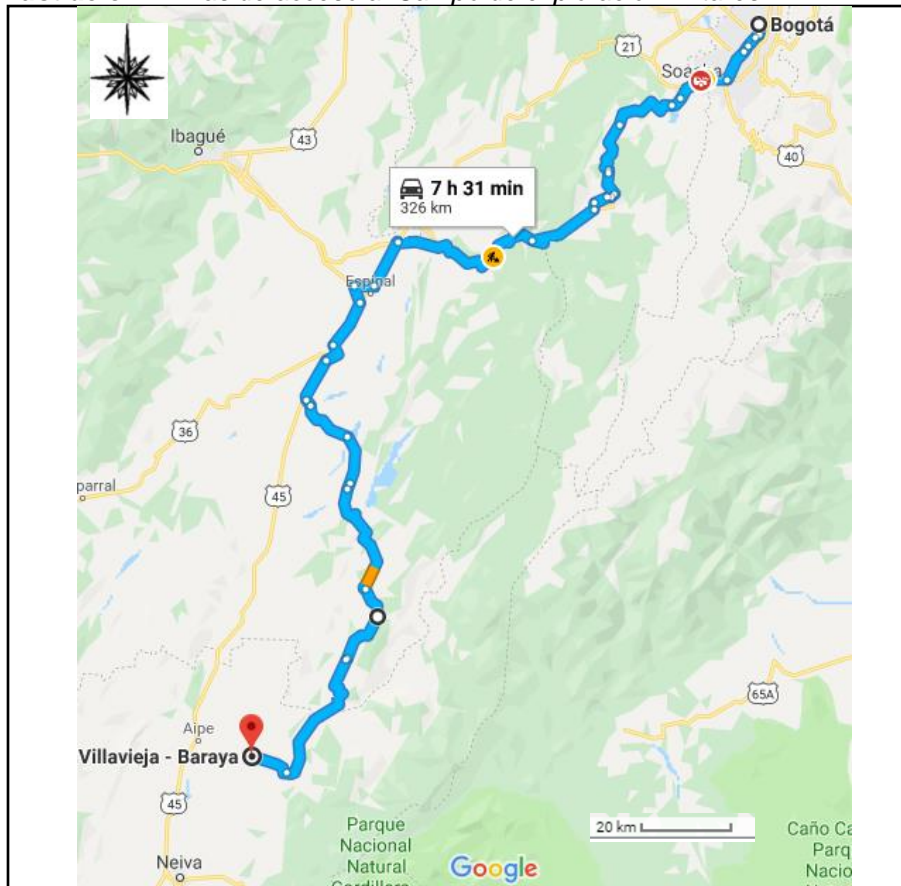 Bogotá
21
Soacha
Ibagué
43
40
7 h 31 min
326 km
Espinal
36
parral
45
65A
Aipe
Villavieja - Baraya
45
20 km
Parque
Nacional
Natural
Cordillera
Caño Ca
Parq
Nacio
Neiva
Google